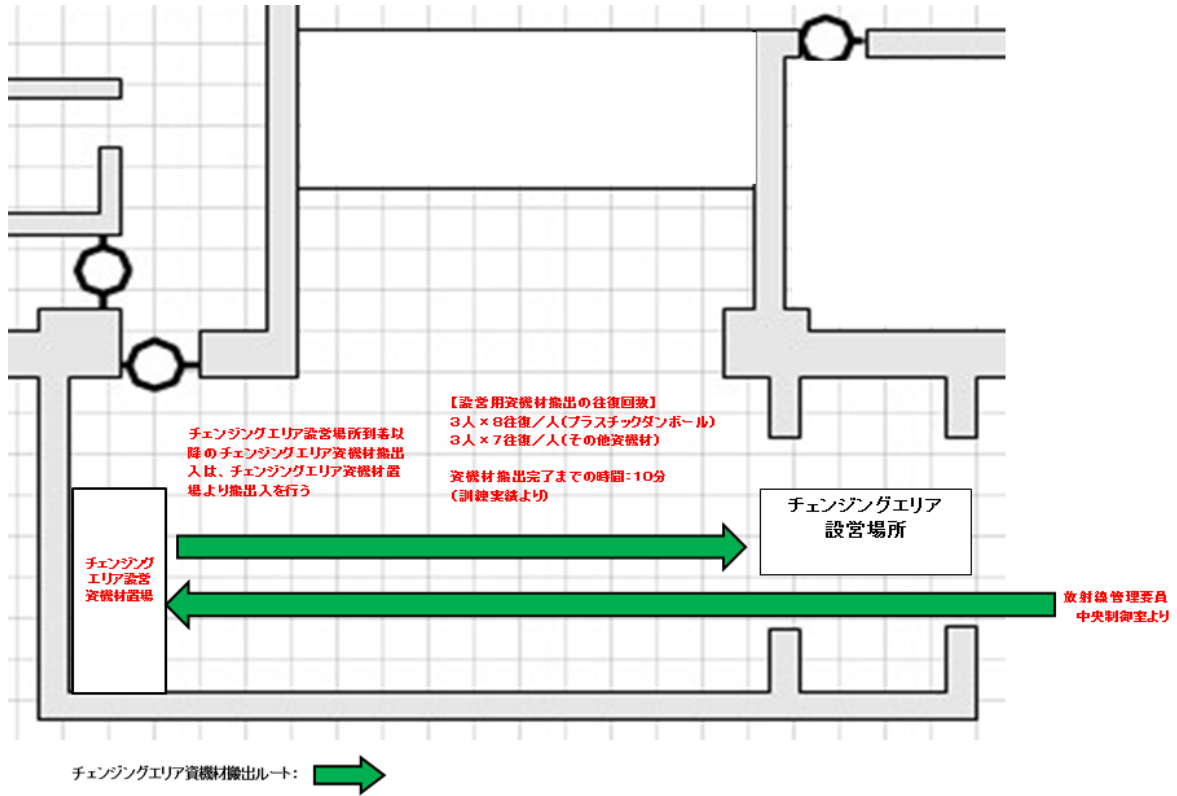 【設営用資機材搬出の往復回数】
3人×8往復/人(プラスチックダンボール)
3人×7往復/人(その他資機材)
資機材搬出完了までの時間:10分
(訓練実績より)
チェンジングエリア設営場所到着以
降のチェンジングエリア資機材搬出
入は、チェンジングエリア資機材置
場より搬出入を行う
チェンジングエリア
設営場所
チェンジング
エリア設営
資機材置場
放射線管理要員
中央制御室より
チェンジングエリア資機材搬出ルート: